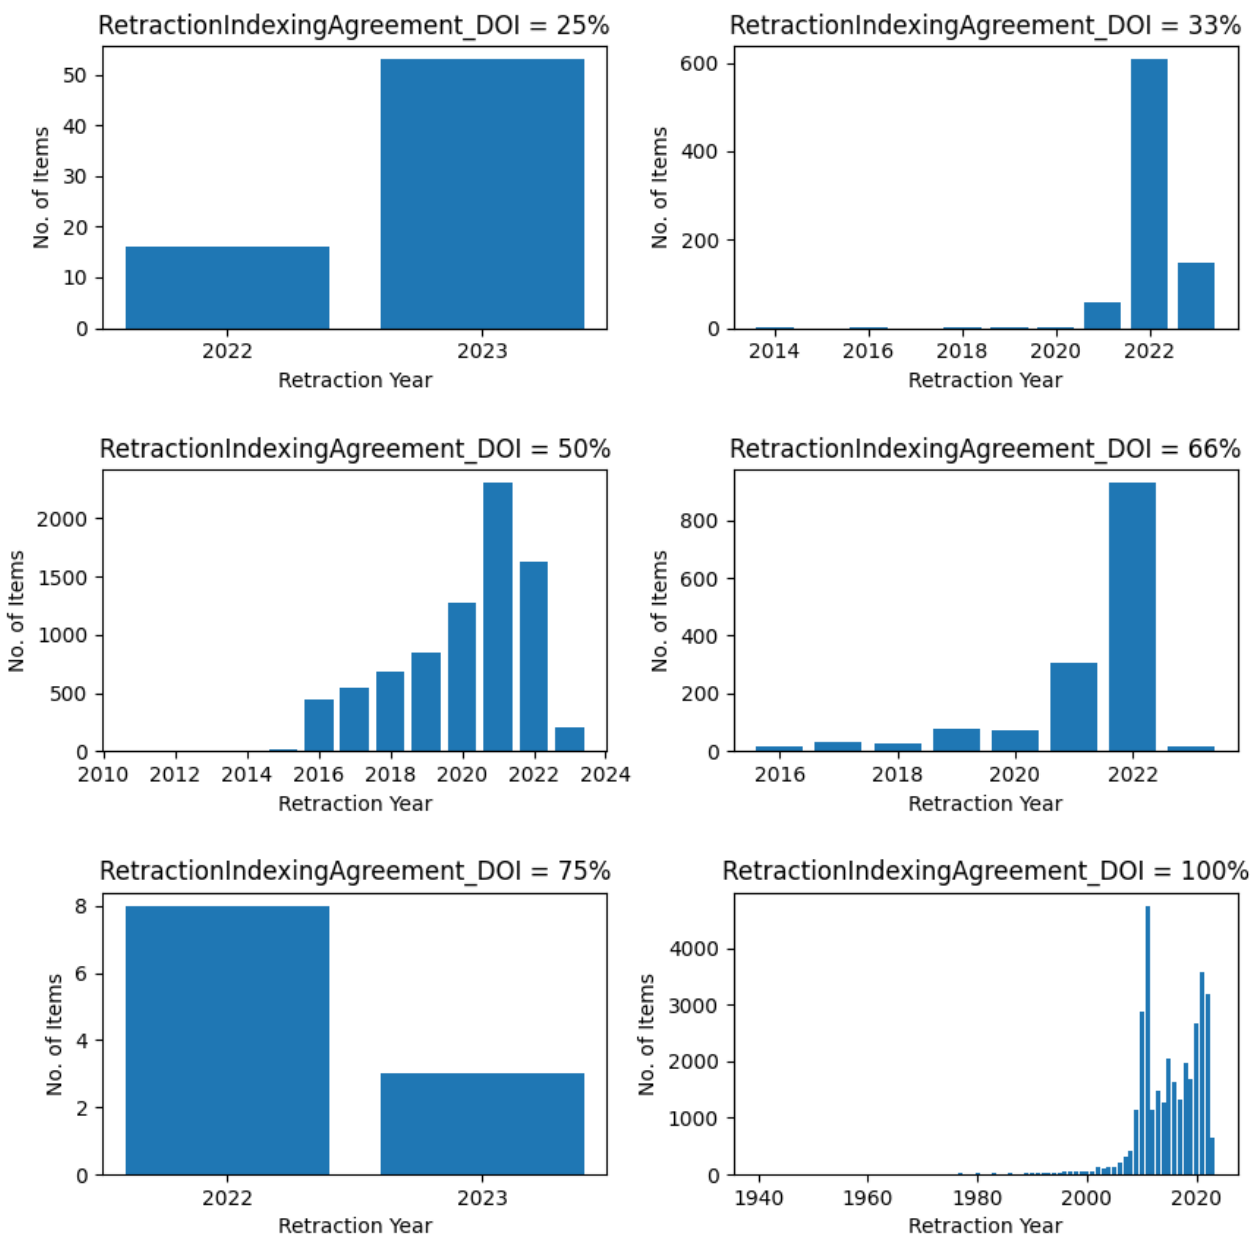 RetractionIndexingAgreement_DOI = 25%
50
40
30
20
10
0
No. of Items
2022 2023
Retraction Year
RetractionIndexingAgreement_DOI = 33%
600
400
200
0
No. of Items
2014 2016 2018 2020 2022
Retraction Year
RetractionIndexingAgreement_DOI = 50%
2000
1500
1000
500
0
No. of Items
2010 2012 2014 2016 2018 2020 2022 2024
Retraction Year
RetractionIndexingAgreement_DOI = 66%
800
600
400
200
0
No. of Items
2016 2018 2020 2022
Retraction Year
RetractionIndexingAgreement_DOI = 75%
8
6
4
2
0
No. of Items
2022 2023
Retraction Year
RetractionIndexingAgreement_DOI = 100%
4000
3000
2000
1000
0
No. of Items
1940 1960 1980 2000 2020
Retraction Year